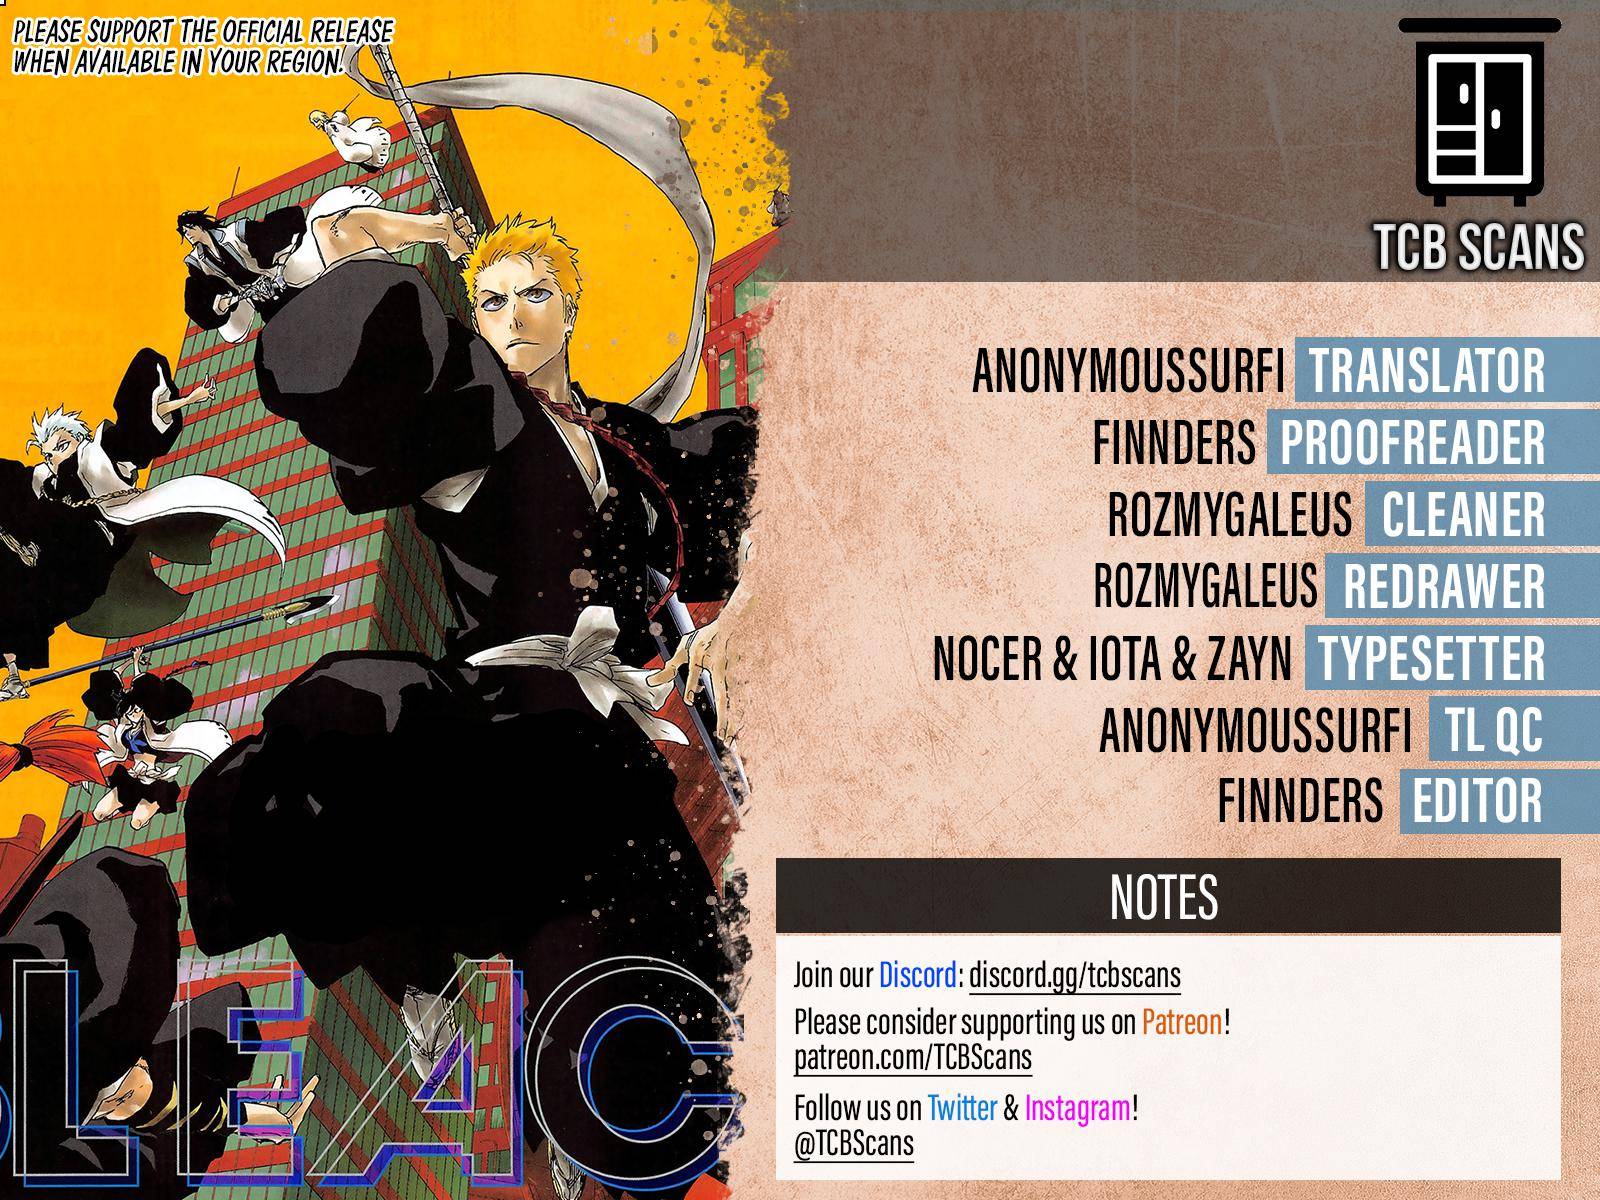 PLEASE SUPPORT THE OFFICIAL RELEASE
WHEN AVAILABLE IN YOUR REGION.
TCB SCANS
ANONYMOUSSURFI TRANSLATOR
FINNDERS PROOFREADER
ROZMYGALEUS CLEANER
ROZMYGALEUS REDRAWER
NOCER & IOTA & ZAYN TYPESETTER
ANONYMOUSSURFI TL QC
FINNDERS EDITOR
NOTES
Join our Discord: discord.gg/tcbscans
Please consider supporting us on Patreon!
patreon.com/TCBScans
Follow us on Twitter & Instagram!
@TCBScans
BLEAC